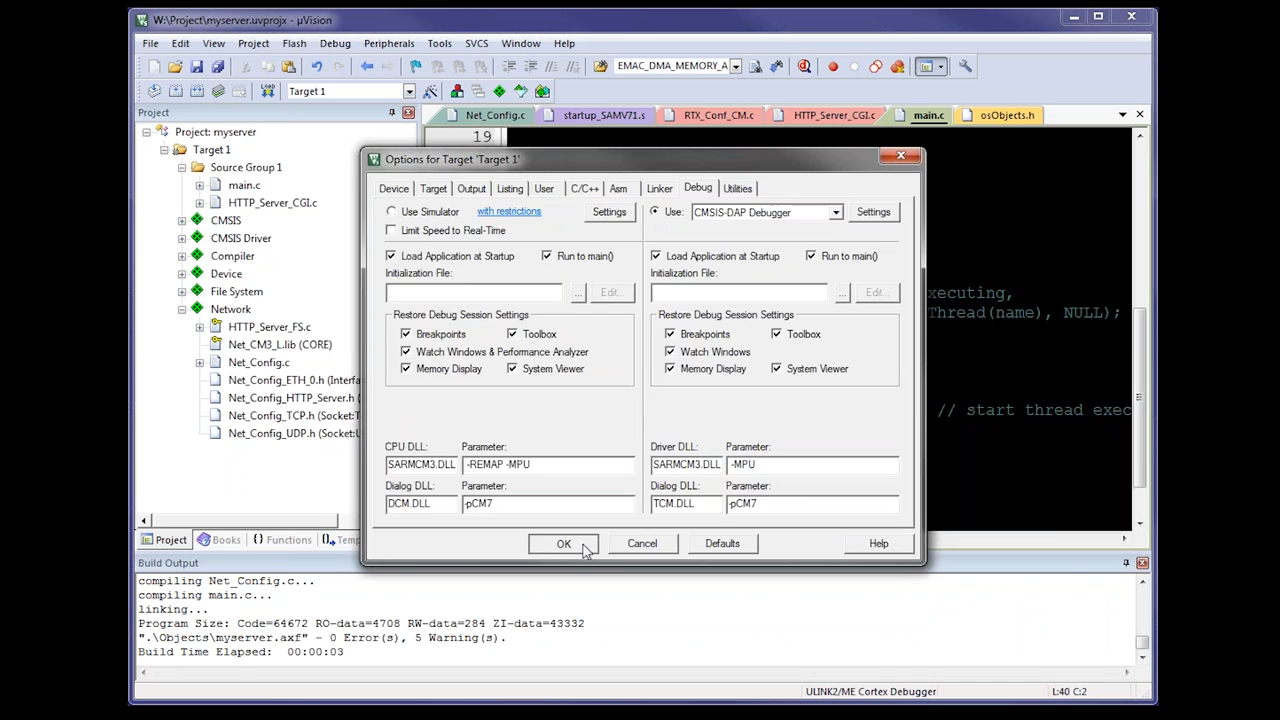 W:\Project\myserver.uvprojx - µVision
File Edit View Project Flash Debug Peripherals Tools SVCS Window Help
EMAC_DMA_MEMORY_A
LOAD Target 1
Project
Net_Config.c startup_SAMV71.s RTX_Conf_CM.c HTTP_Server_CGI.c main.c osObjects.h
Project: myserver
Target 1
Source Group 1
main.c
HTTP_Server_CGI.c
CMSIS
CMSIS Driver
Compiler
Device
File System
Network
HTTP_Server_FS.c
Net_CM3_L.lib (CORE)
Net_Config.c
Net_Config_ETH_0.h (Interfa
Net_Config_HTTP_Server.h (
Net_Config_TCP.h (Socket:T
Net_Config_UDP.h (Socket:U
Project Books {} Functions Temp
19
xecuting,
Thread(name), NULL);
// start thread exec
Options for Target 'Target 1'
Device Target Output Listing User C/C++ Asm Linker Debug Utilities
Use Simulator with restrictions Settings
Limit Speed to Real-Time
Load Application at Startup Run to main()
Initialization File:
... Edit...
Restore Debug Session Settings
Breakpoints Toolbox
Watch Windows & Performance Analyzer
Memory Display System Viewer
CPU DLL: Parameter:
SARMCM3.DLL -REMAP -MPU
Dialog DLL: Parameter:
DCM.DLL -pCM7
Use: CMSIS-DAP Debugger Settings
Load Application at Startup Run to main()
Initialization File:
... Edit...
Restore Debug Session Settings
Breakpoints Toolbox
Watch Windows
Memory Display System Viewer
Driver DLL: Parameter:
SARMCM3.DLL -MPU
Dialog DLL: Parameter:
TCM.DLL -pCM7
OK Cancel Defaults Help
Build Output
compiling Net_Config.c...
compiling main.c...
linking...
Program Size: Code=64672 RO-data=4708 RW-data=284 ZI-data=43332
".\Objects\myserver.axf" - 0 Error(s), 5 Warning(s).
Build Time Elapsed: 00:00:03
ULINK2/ME Cortex Debugger L:40 C:2